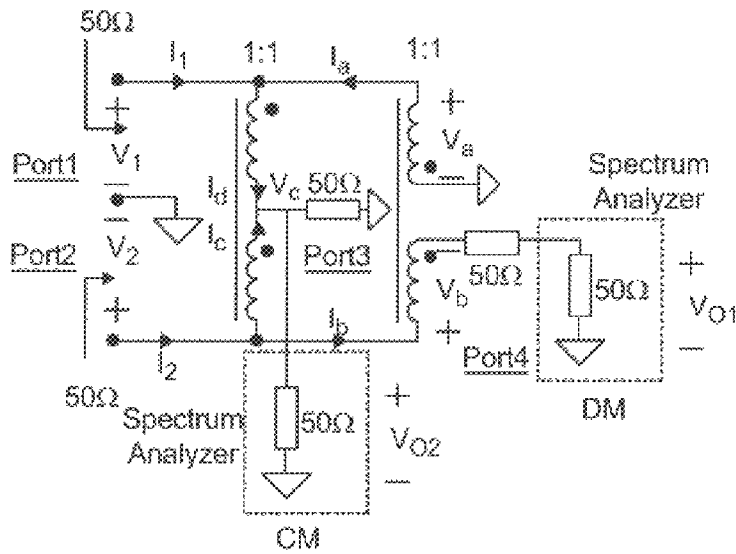 50Ω
I1
1:1
Ia
1:1
+
V1
Port1
−
−
Port2
V2
+
50Ω
I2
Id
Ic
Vc
50Ω
Port3
+
Va
−
Vb
+
Ib
50Ω
Port4
Spectrum
Analyzer
50Ω
+
VO1
−
DM
Spectrum
Analyzer
50Ω
+
VO2
−
CM